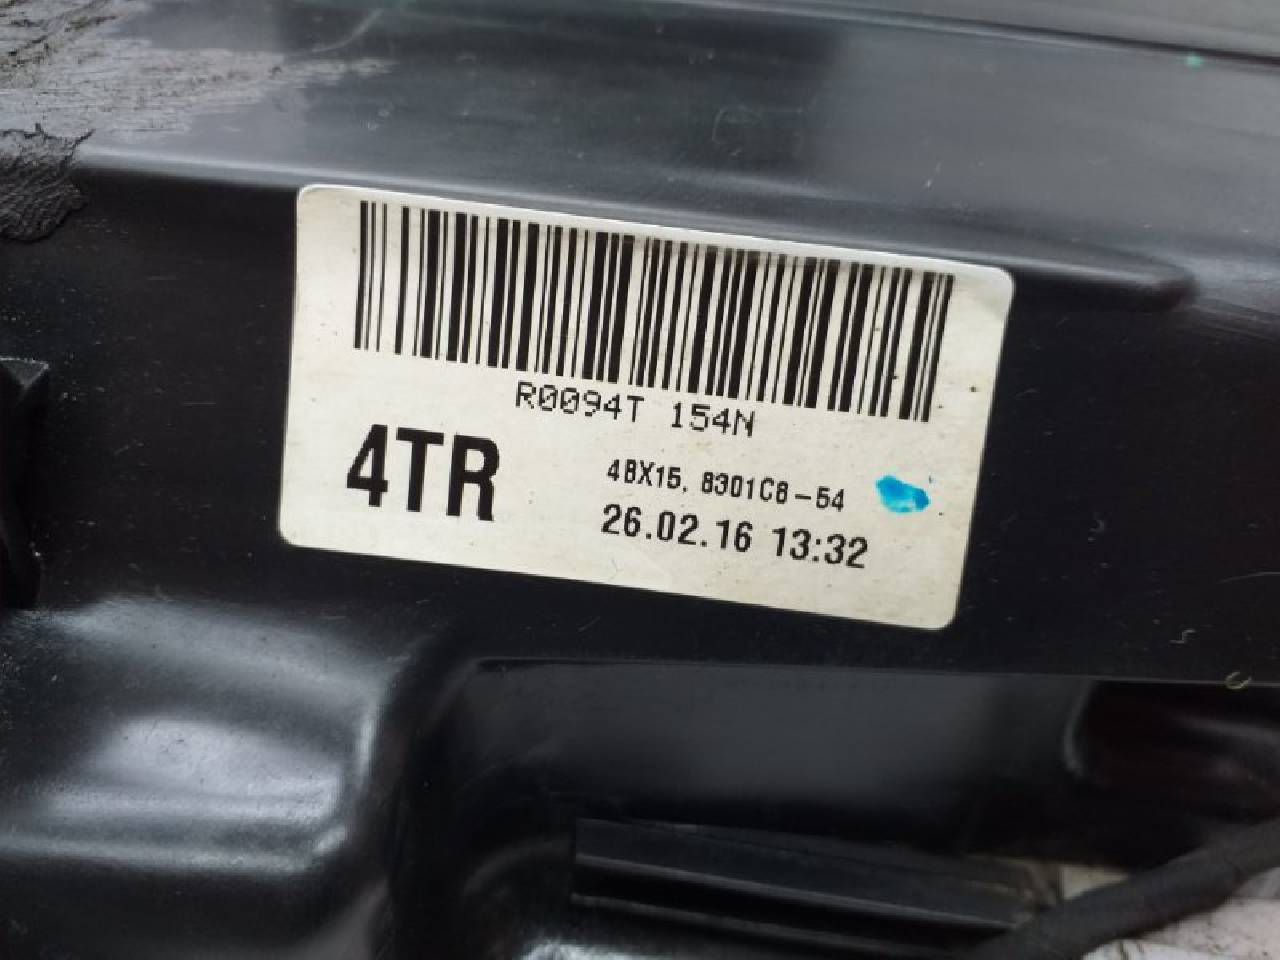 R0094T 154N
4TR
4BX15, 8301C8-54
26.02.16 13:32